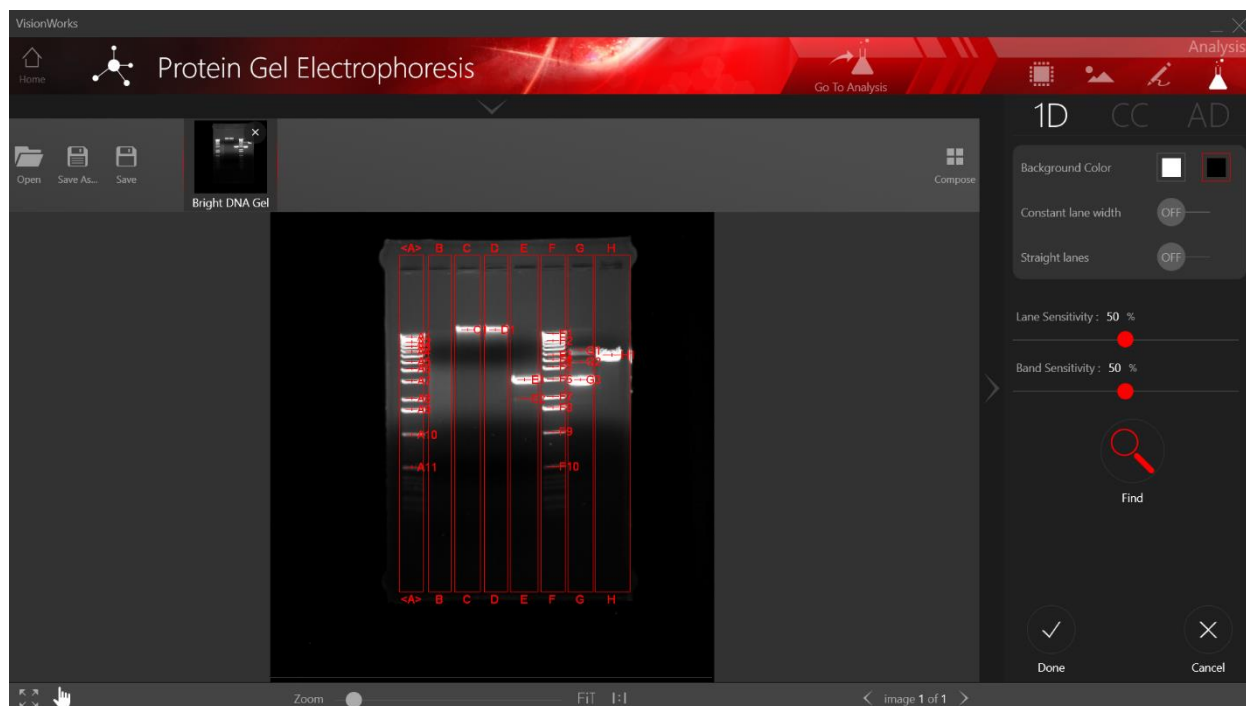 VisionWorks
Home
Protein Gel Electrophoresis
Go To Analysis
Analysis
1D CC AD
Open
Save As...
Save
Bright DNA Gel
Compose
Background Color
Constant lane width OFF
Straight lanes OFF
Lane Sensitivity : 50 %
Band Sensitivity : 50 %
Find
Done
Cancel
<A> B C D E F G H
A10
A11
F9
F10
<A> B C D E F G H
Zoom
FiT
1:1
image 1 of 1